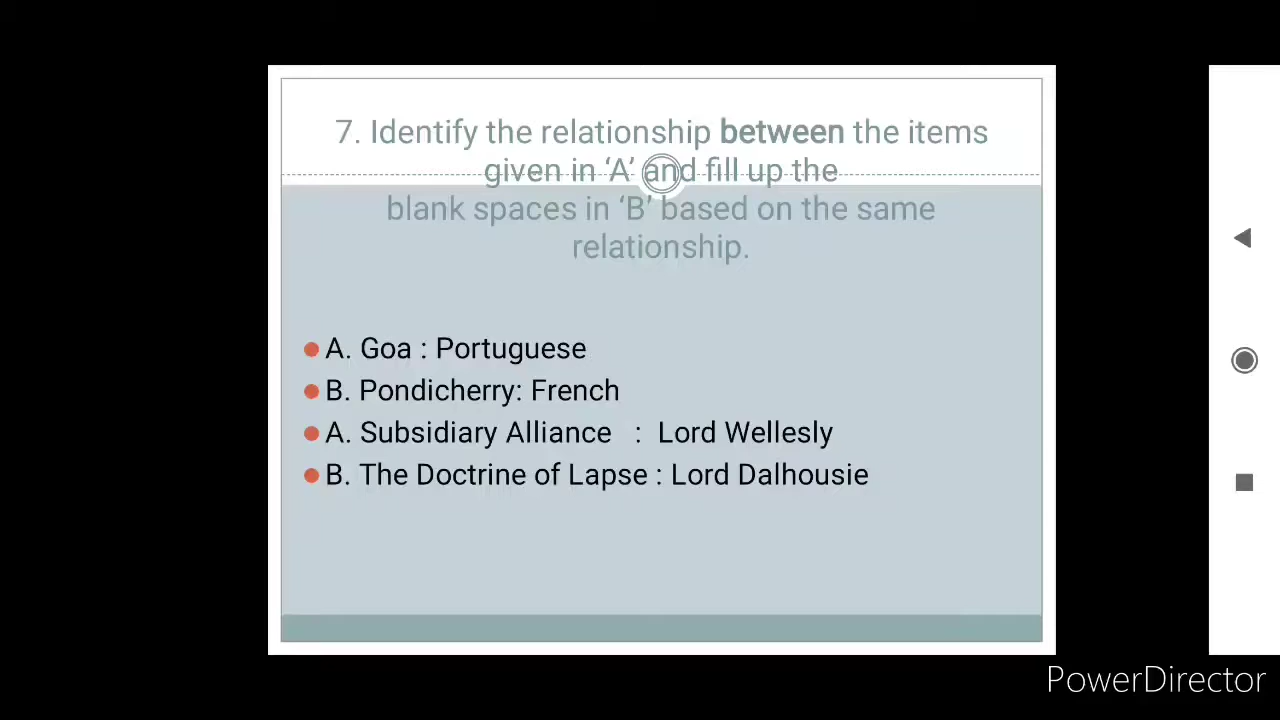 7. Identify the relationship between the items
given in ‘A’ and fill up the
blank spaces in ‘B’ based on the same
relationship.
A. Goa : Portuguese
B. Pondicherry: French
A. Subsidiary Alliance : Lord Wellesly
B. The Doctrine of Lapse : Lord Dalhousie
PowerDirector